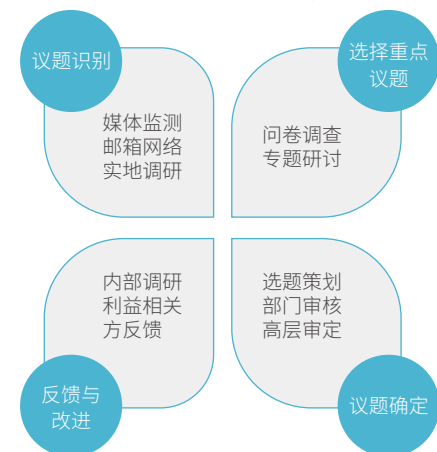 议题识别
媒体监测
邮箱网络
实地调研
选择重点
议题
问卷调查
专题研讨
内部调研
利益相关
方反馈
反馈与
改进
选题策划
部门审核
高层审定
议题确定